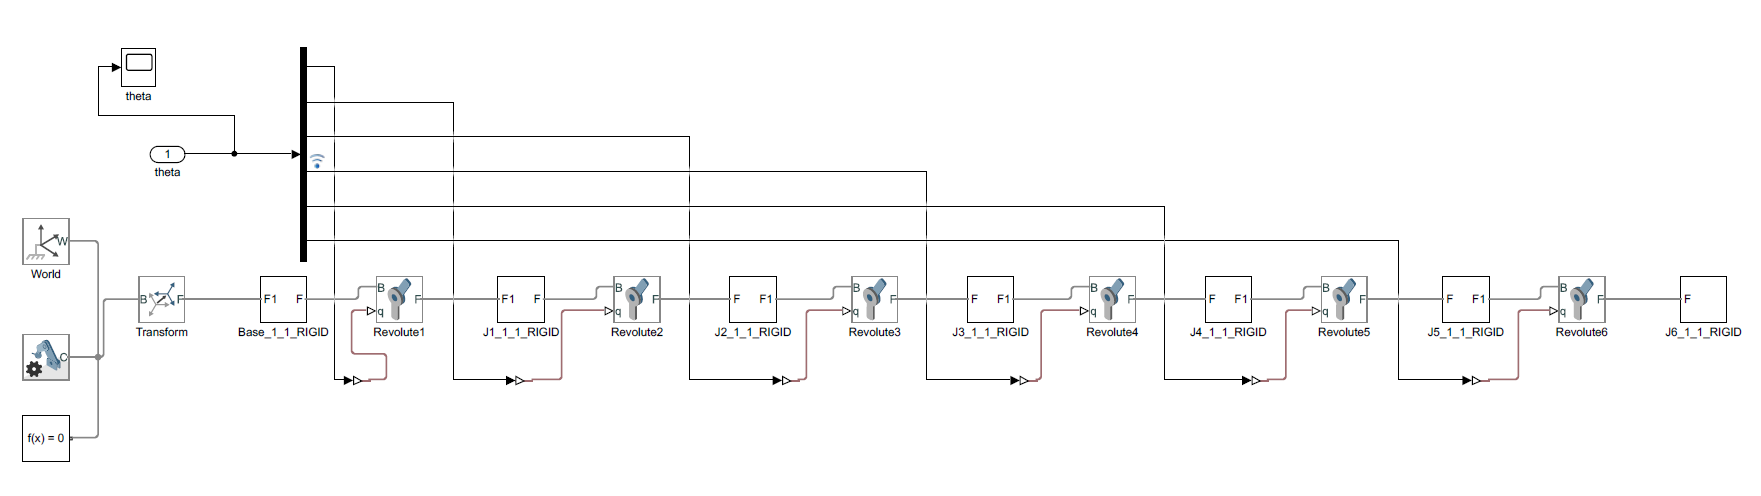 theta
1
theta
W
World
B
F
Transform
F1
F
Base_1_1_RIGID
B
q
F
Revolute1
F1
F
J1_1_1_RIGID
B
q
F
Revolute2
F
F1
J2_1_1_RIGID
B
q
F
Revolute3
F
F1
J3_1_1_RIGID
B
q
F
Revolute4
F
F1
J4_1_1_RIGID
B
q
F
Revolute5
F
F1
J5_1_1_RIGID
B
q
F
Revolute6
F
J6_1_1_RIGID
C
f(x) = 0